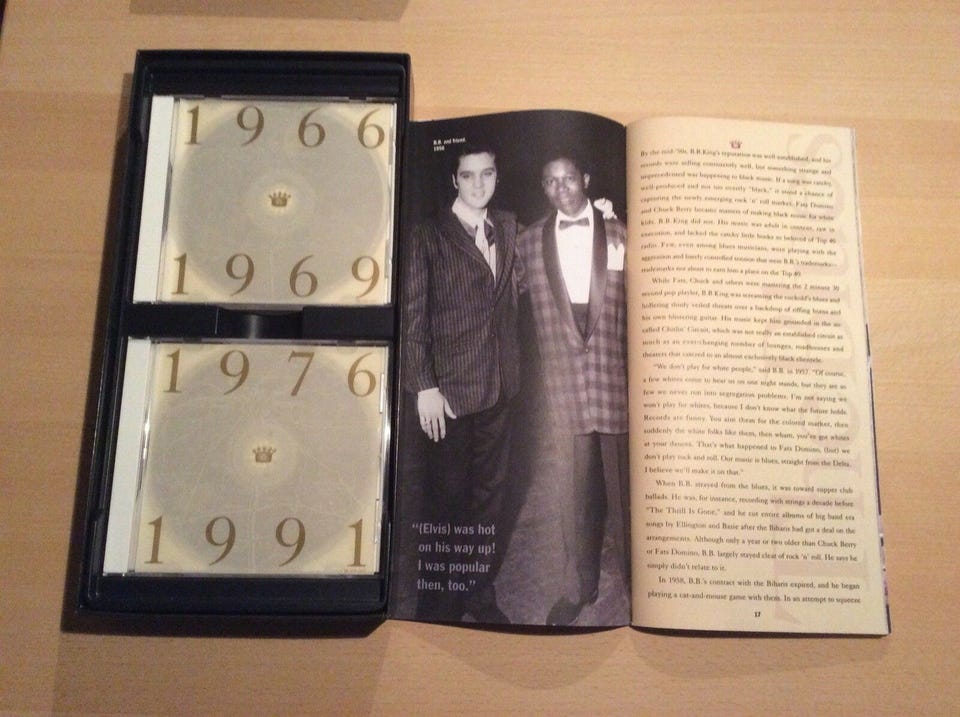 1 9 6 6
1 9 6 9
1 9 7 6
1 9 9 1
B.B. and friend.
1956
“(Elvis) was hot
on his way up!
I was popular
then, too.”
By the mid-'50s, B.B.King's reputation was well established, and his
records were selling consistently well, but something strange and
unprecedented was happening to black music. If a song was catchy,
well-produced and not too overtly "black," it stood a chance of
capturing the newly emerging rock 'n' roll market. Fats Domino
and Chuck Berry became masters of making black music for white
kids. B.B.King did not. His music was adult in content, raw in
execution, and lacked the catchy little hooks so beloved of Top 40
radio. Few, even among blues musicians, were playing with the
aggression and barely controlled tension that were B.B.'s trademarks—
trademarks not about to earn him a place on the Top 40.
While Fats, Chuck and others were mastering the 2 minute 30
second pop playlet, B.B.King was screaming the cuckold's blues and
hollering thinly veiled threats over a backdrop of riffing brass and
his own blistering guitar. His music kept him grounded in the so
called Chitlin' Circuit, which was not really an established circuit as
much as an ever-changing number of lounges, roadhouses and
theaters that catered to an almost exclusively black clientele.
"We don't play for white people," said B.B. in 1957. "Of course,
a few whites come to hear us on one night stands, but they are so
few we never run into segregation problems. I'm not saying we
won't play for whites, because I don't know what the future holds.
Records are funny. You aim them for the colored market, then
suddenly the white folks like them, then wham, you've got whites
at your dances. That's what happened to Fats Domino, (but) we
don't play rock and roll. Our music is blues, straight from the Delta.
I believe we'll make it on that."
When B.B. strayed from the blues, it was toward supper club
ballads. He was, for instance, recording with strings a decade before
"The Thrill Is Gone," and he cut entire albums of big band era
songs by Ellington and Basie after the Biharis had got a deal on the
arrangements. Although only a year or two older than Chuck Berry
or Fats Domino, B.B. largely stayed clear of rock 'n' roll. He says he
simply didn't relate to it.
In 1958, B.B.'s contract with the Biharis expired, and he began
playing a cat-and-mouse game with them. In an attempt to squeeze
17